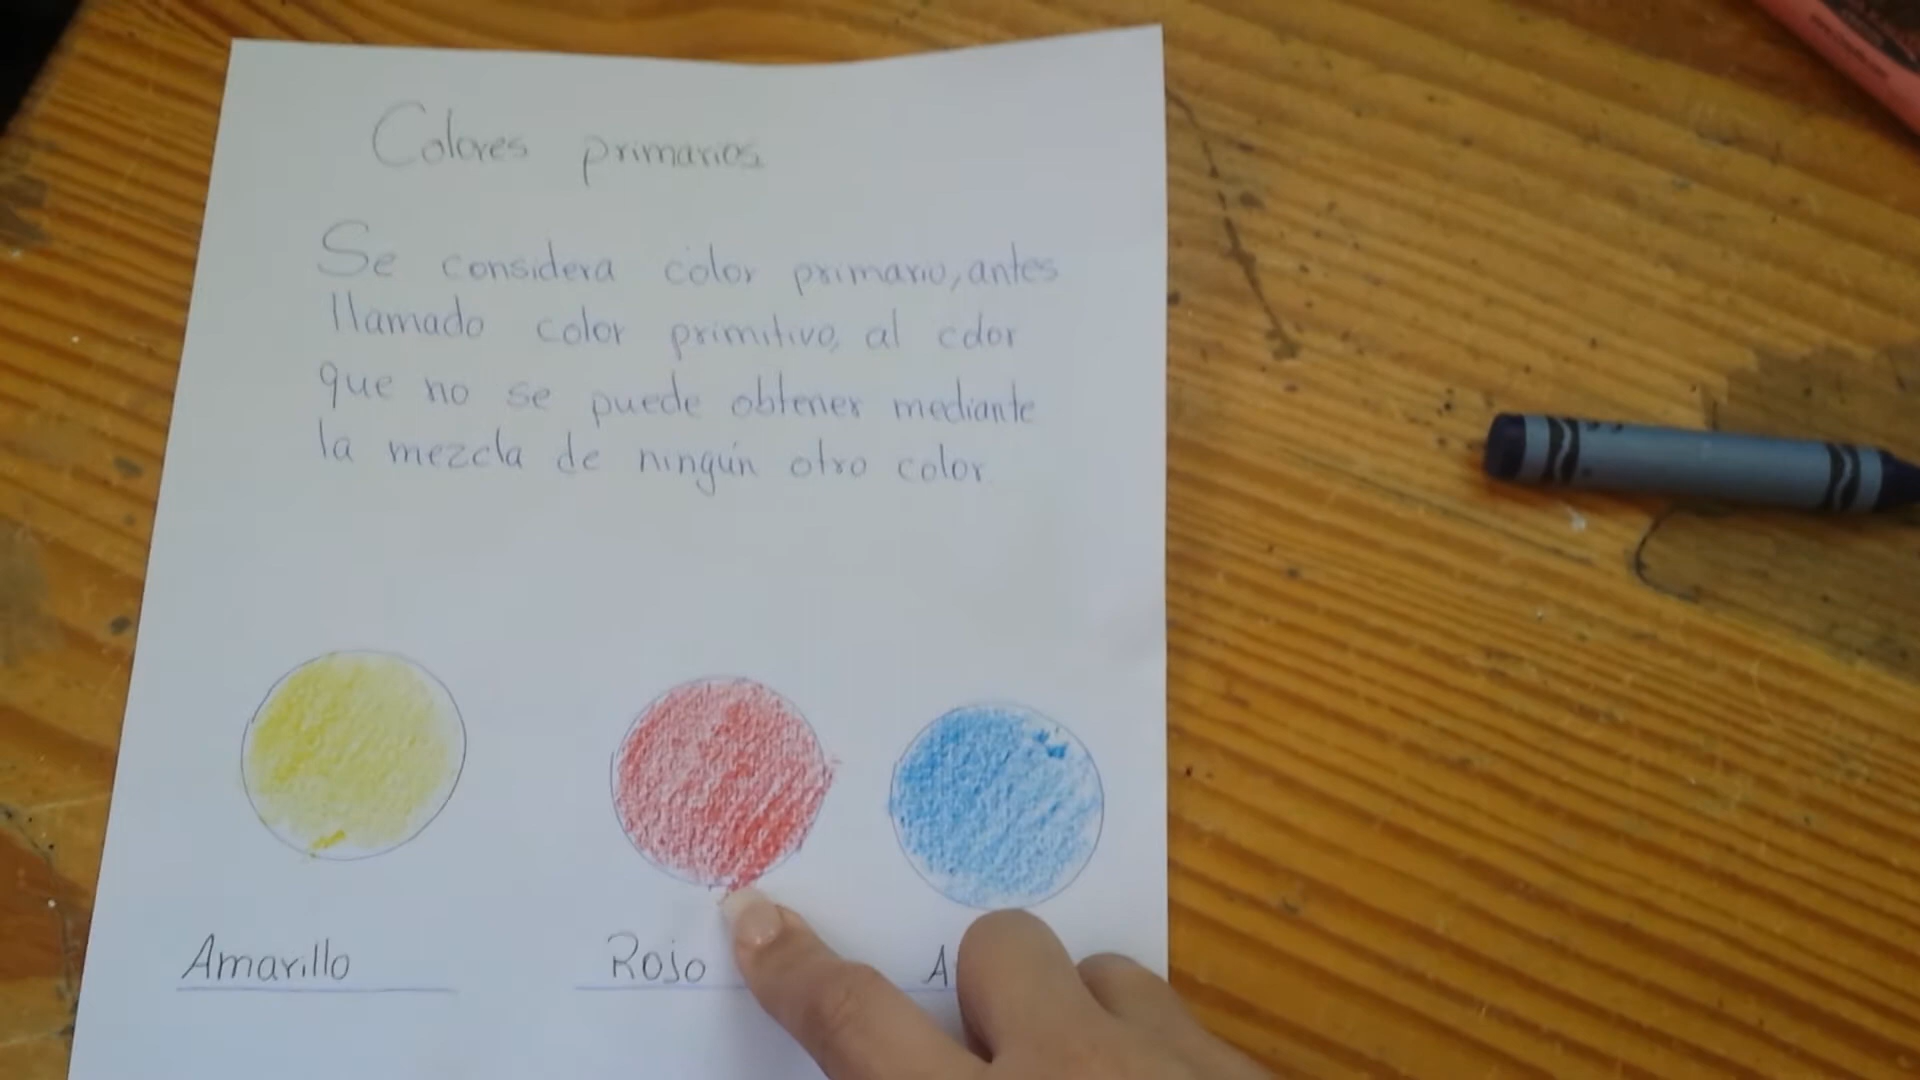 Colores primarios
Se considera color primario, antes
llamado color primitivo, al color
que no se puede obtener mediante
la mezcla de ningún otro color
Amarillo Rojo A